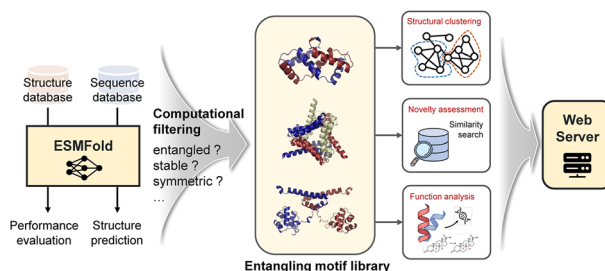 Structure
database
Sequence
database
ESMFold
Performance
evaluation
Structure
prediction
Computational
filtering
entangled ?
stable ?
symmetric ?
...
Entangling motif library
Structural clustering
Novelty assessment
Similarity
search
Function analysis
Web
Server